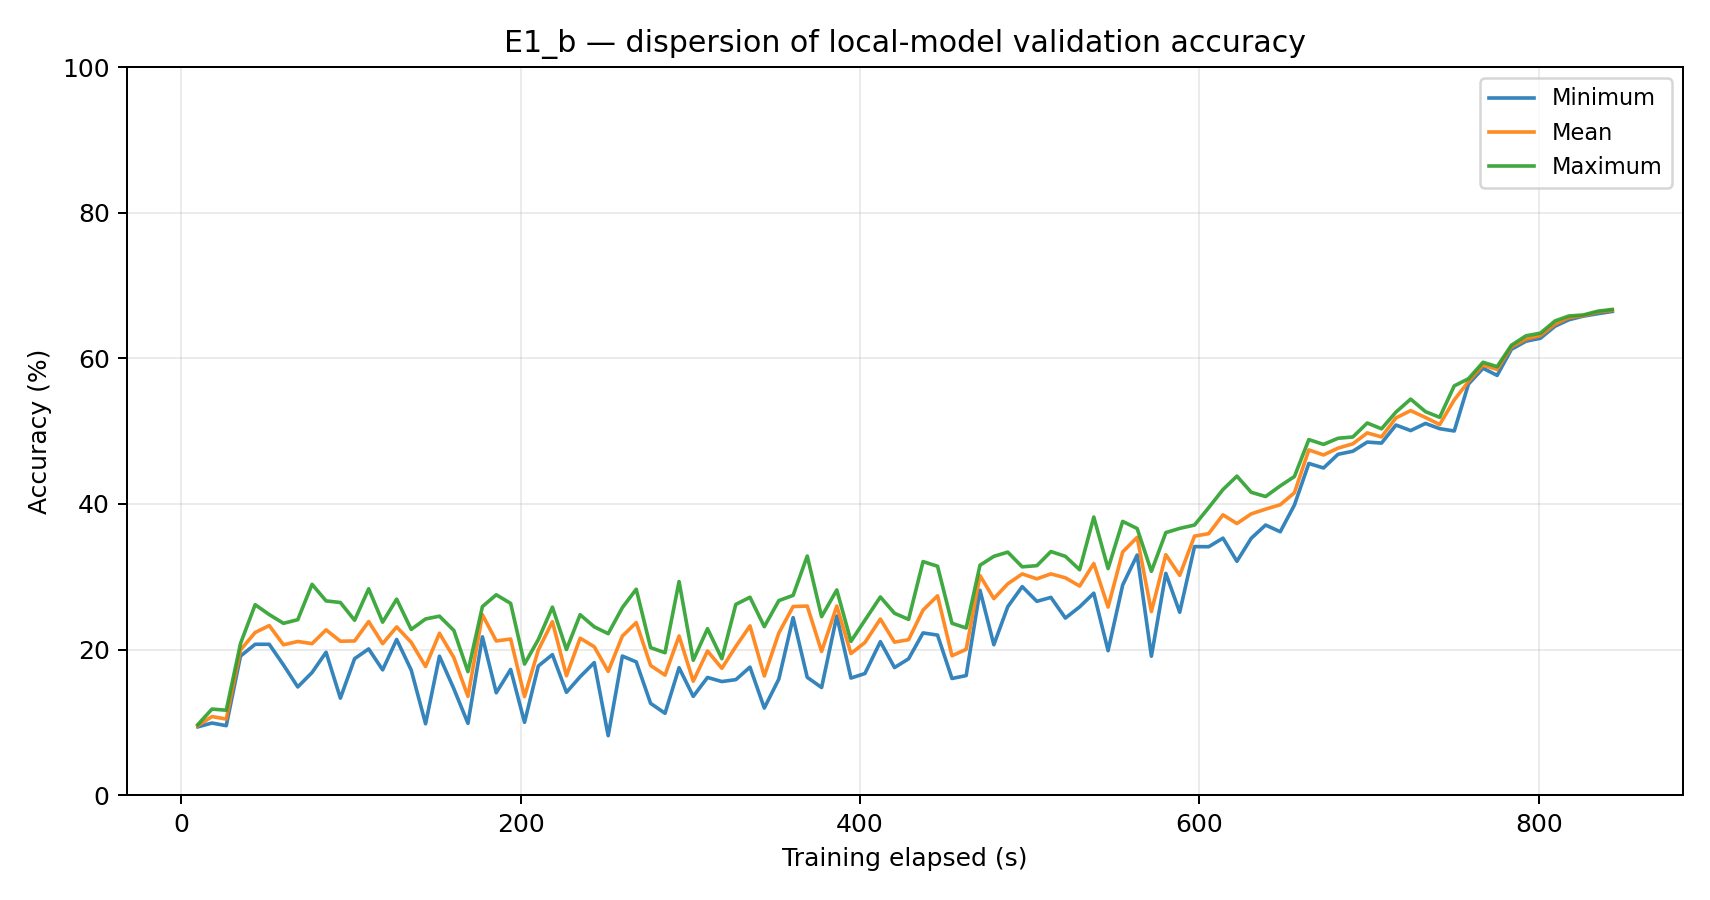 E1_b — dispersion of local-model validation accuracy
100
80
60
40
20
0
Accuracy (%)
Minimum
Mean
Maximum
0 200 400 600 800
Training elapsed (s)